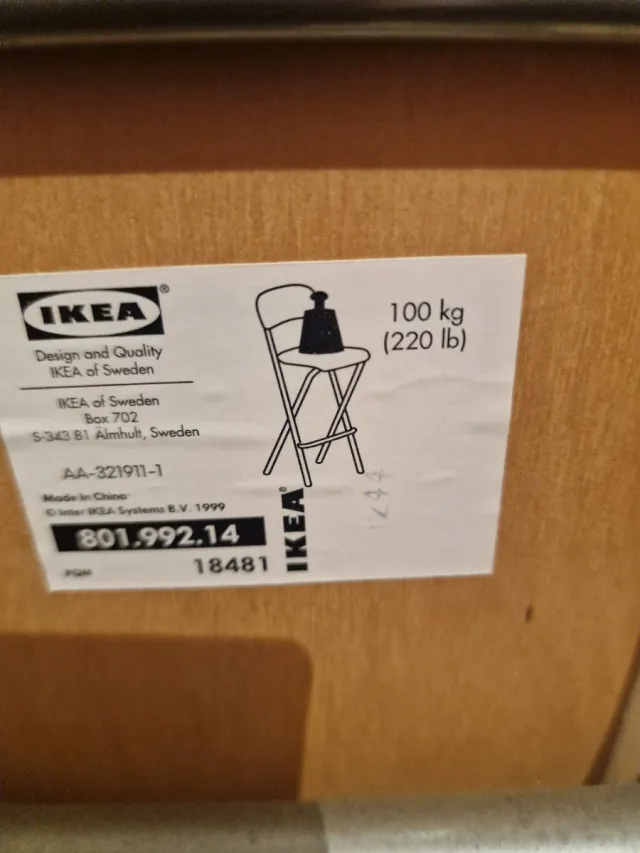 IKEA®
Design and Quality
IKEA of Sweden
IKEA of Sweden
Box 702
S-343 81 Älmhult, Sweden
AA-321911-1
Made in China
© Inter IKEA Systems B.V. 1999
801.992.14
PQM
18481
IKEA®
100 kg
(220 lb)